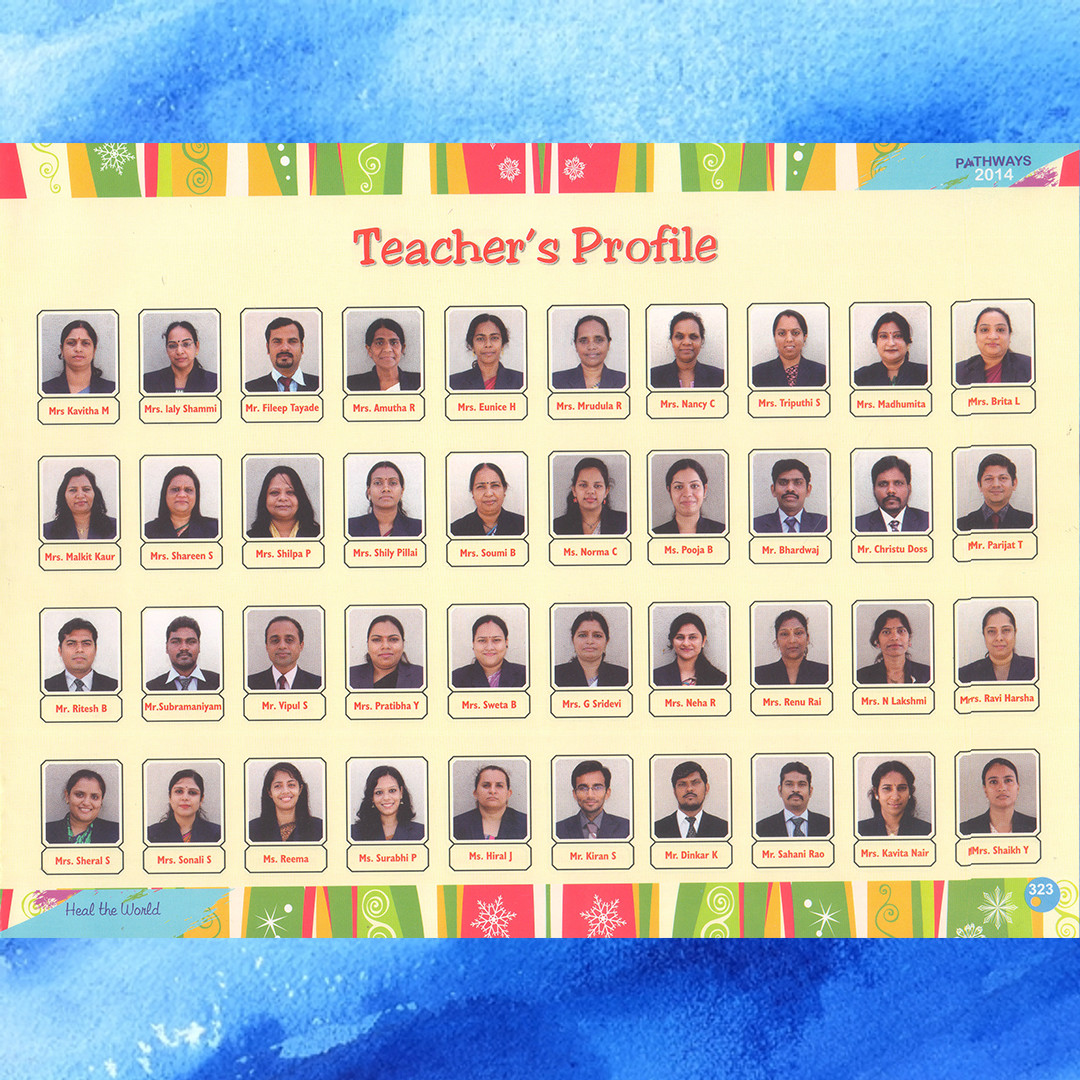 PATHWAYS
2014
Teacher's Profile
Mrs Kavitha M
Mrs. laly Shammi
Mr. Fileep Tayade
Mrs. Amutha R
Mrs. Eunice H
Mrs. Mrudula R
Mrs. Nancy C
Mrs. Triputhi S
Mrs. Madhumita
Mrs. Brita L
Mrs. Malkit Kaur
Mrs. Shareen S
Mrs. Shilpa P
Mrs. Shily Pillai
Mrs. Soumi B
Ms. Norma C
Ms. Pooja B
Mr. Bhardwaj
Mr. Christu Doss
Mr. Parijat T
Mr. Ritesh B
Mr.Subramaniyam
Mr. Vipul S
Mrs. Pratibha Y
Mrs. Sweta B
Mrs. G Sridevi
Mrs. Neha R
Mrs. Renu Rai
Mrs. N Lakshmi
Mrs. Ravi Harsha
Mrs. Sheral S
Mrs. Sonali S
Ms. Reema
Ms. Surabhi P
Ms. Hiral J
Mr. Kiran S
Mr. Dinkar K
Mr. Sahani Rao
Mrs. Kavita Nair
Mrs. Shaikh Y
Heal the World
323